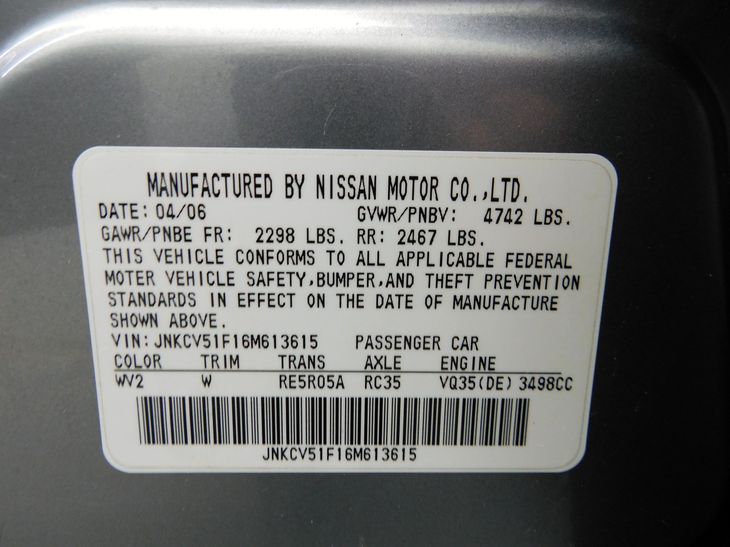 MANUFACTURED BY NISSAN MOTOR CO.,LTD.
DATE: 04/06 GVWR/PNBV: 4742 LBS.
GAWR/PNBE FR: 2298 LBS. RR: 2467 LBS.
THIS VEHICLE CONFORMS TO ALL APPLICABLE FEDERAL
MOTER VEHICLE SAFETY,BUMPER,AND THEFT PREVENTION
STANDARDS IN EFFECT ON THE DATE OF MANUFACTURE
SHOWN ABOVE.
VIN: JNKCV51F16M613615 PASSENGER CAR
COLOR TRIM TRANS AXLE ENGINE
WV2 W RE5R05A RC35 VQ35(DE) 3498CC
JNKCV51F16M613615